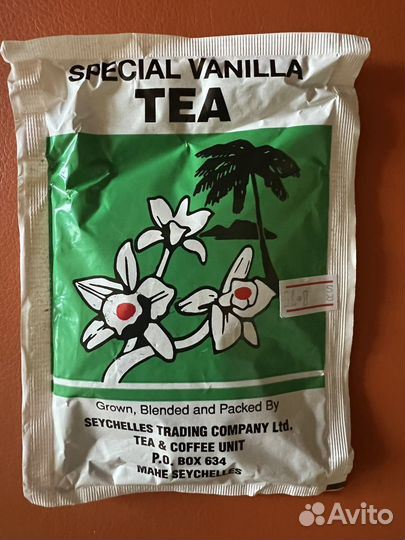 SPECIAL VANILLA
TEA
Grown, Blended and Packed By
SEYCHELLES TRADING COMPANY Ltd.
TEA & COFFEE UNIT
P.O. BOX 634
MAHE SEYCHELLES
Avito